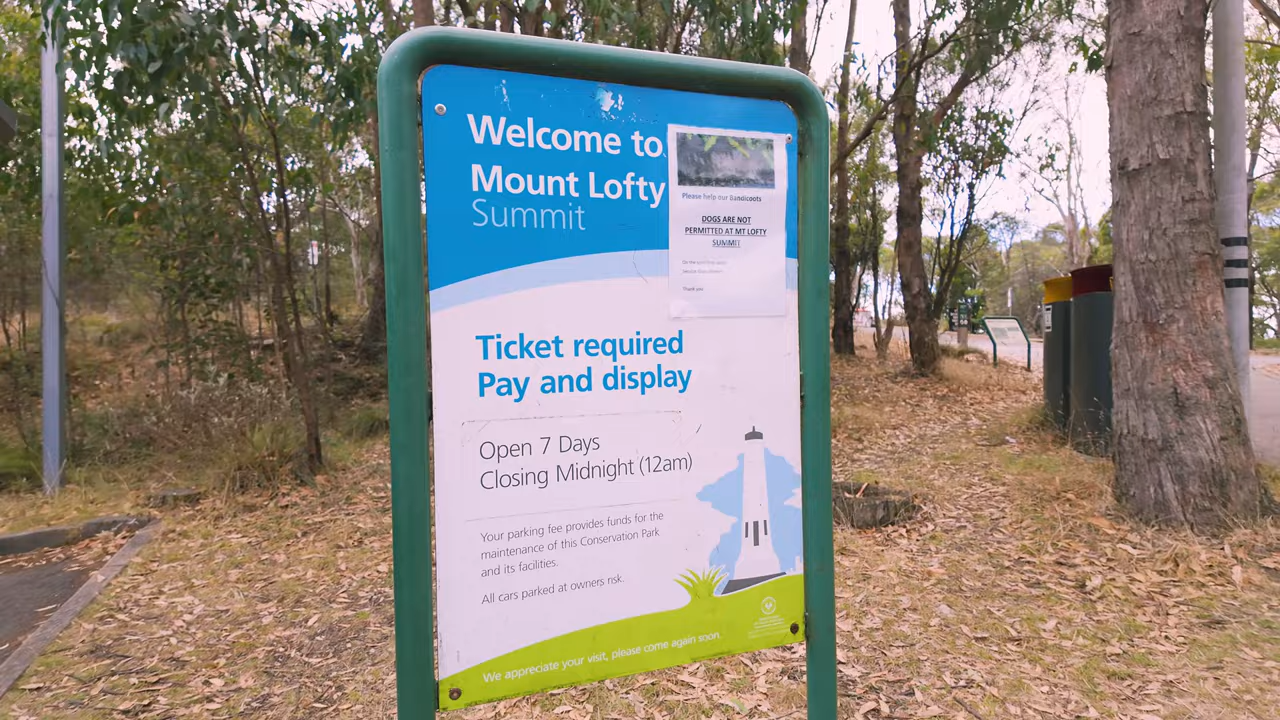 Welcome to
Mount Lofty
Summit
Please help our Bandicoots
DOGS ARE NOT
PERMITTED AT MT LOFTY
SUMMIT
Thank you
Ticket required
Pay and display
Open 7 Days
Closing Midnight (12am)
Your parking fee provides funds for the
maintenance of this Conservation Park
and its facilities.
All cars parked at owners risk.
We appreciate your visit, please come again soon.